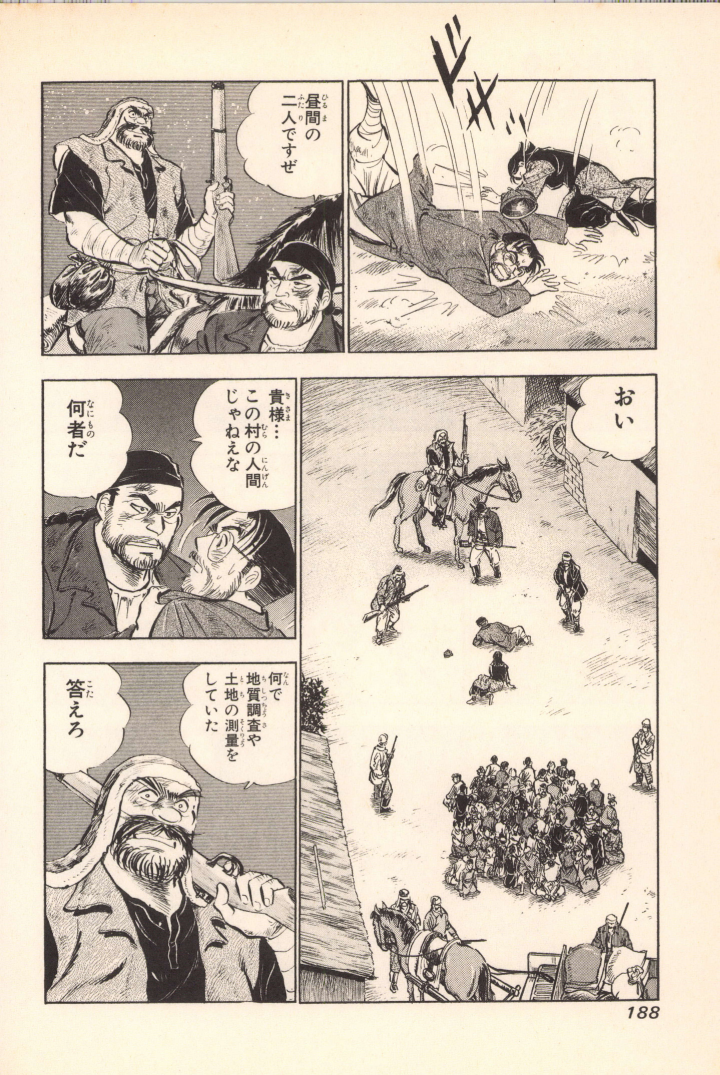 ドドッ
昼間の
二人ですぜ
おい
貴様…
この村の人間
じゃねえな
何者だ
何で
地質調査や
土地の測量を
していた
答えろ
188